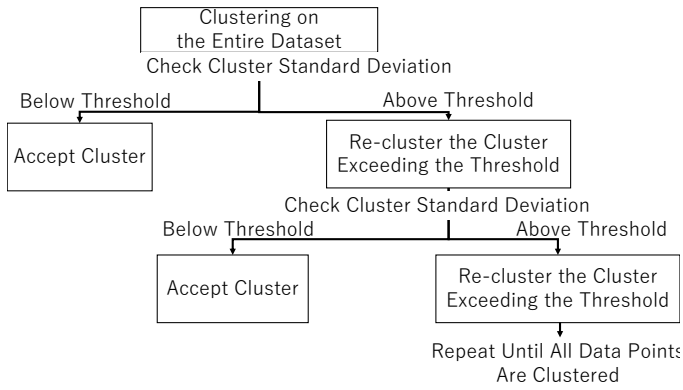 Clustering on
the Entire Dataset
Check Cluster Standard Deviation
Below Threshold
Above Threshold
Accept Cluster
Re-cluster the Cluster
Exceeding the Threshold
Check Cluster Standard Deviation
Below Threshold
Above Threshold
Accept Cluster
Re-cluster the Cluster
Exceeding the Threshold
Repeat Until All Data Points
Are Clustered